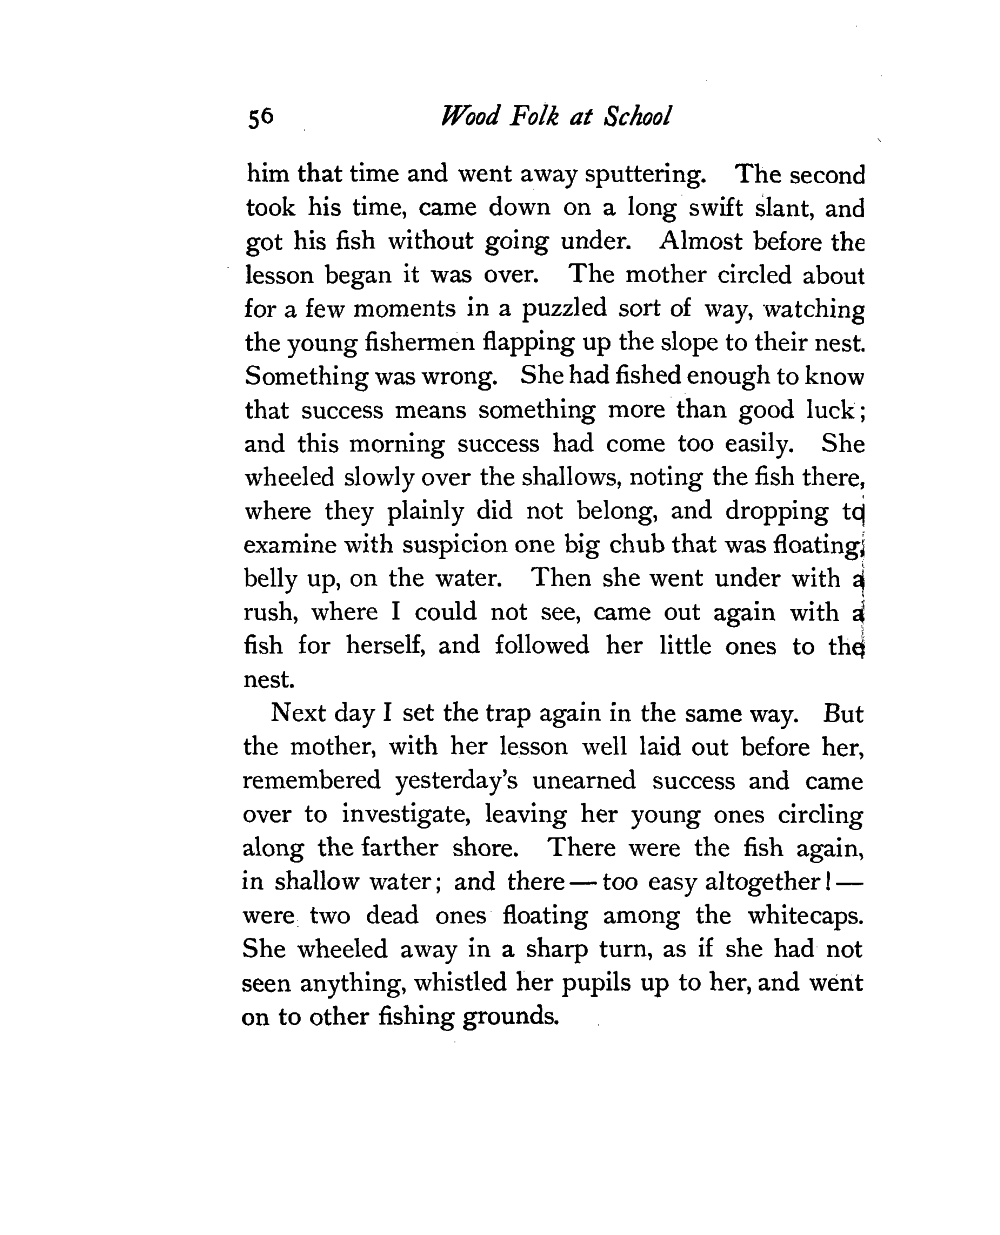 56 Wood Folk at School
him that time and went away sputtering. The second
took his time, came down on a long swift slant, and
got his fish without going under. Almost before the
lesson began it was over. The mother circled about
for a few moments in a puzzled sort of way, watching
the young fishermen flapping up the slope to their nest.
Something was wrong. She had fished enough to know
that success means something more than good luck;
and this morning success had come too easily. She
wheeled slowly over the shallows, noting the fish there,
where they plainly did not belong, and dropping to
examine with suspicion one big chub that was floating,
belly up, on the water. Then she went under with a
rush, where I could not see, came out again with a
fish for herself, and followed her little ones to the
nest.
Next day I set the trap again in the same way. But
the mother, with her lesson well laid out before her,
remembered yesterday's unearned success and came
over to investigate, leaving her young ones circling
along the farther shore. There were the fish again,
in shallow water; and there — too easy altogether! —
were two dead ones floating among the whitecaps.
She wheeled away in a sharp turn, as if she had not
seen anything, whistled her pupils up to her, and went
on to other fishing grounds.